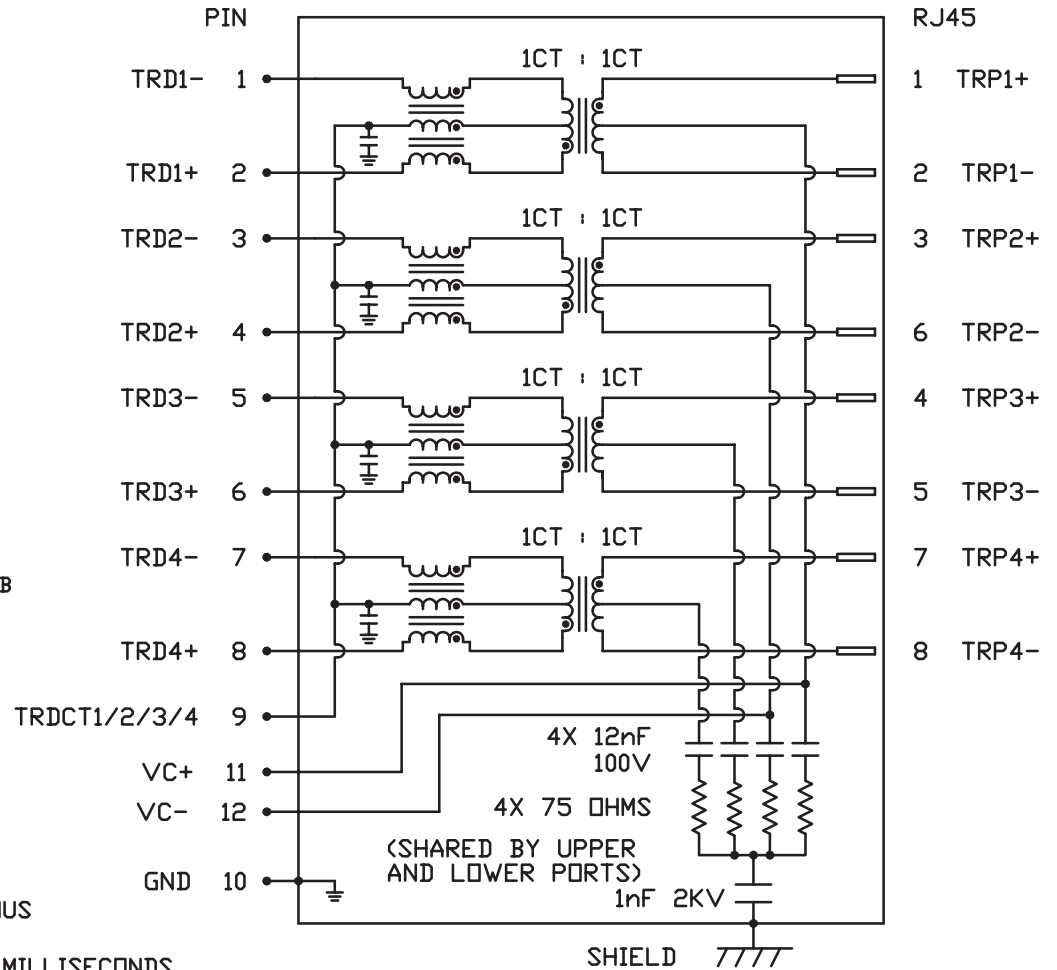 PIN RJ45
1CT : 1CT
TRD1- 1 1 TRP1+
TRD1+ 2 2 TRP1-
1CT : 1CT
TRD2- 3 3 TRP2+
TRD2+ 4 6 TRP2-
1CT : 1CT
TRD3- 5 4 TRP3+
TRD3+ 6 5 TRP3-
1CT : 1CT
TRD4- 7 7 TRP4+
B
TRD4+ 8 8 TRP4-
TRDCT1/2/3/4 9
4X 12nF
100V
VC+ 11
VC- 12
4X 75 OHMS
(SHARED BY UPPER
AND LOWER PORTS)
GND 10
1nF 2KV
SHIELD
MILLISECONDS